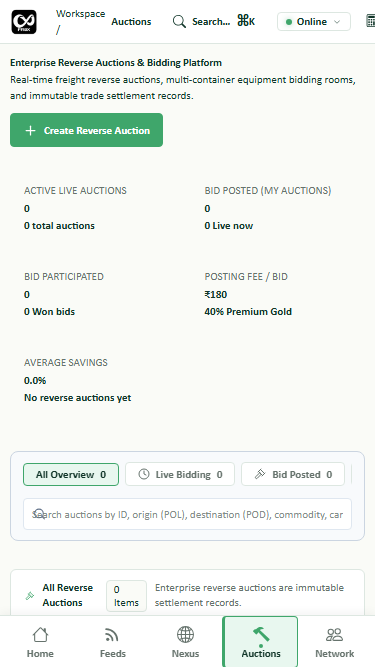 PHNX
Workspace / Auctions Search... ⌘K Online
Enterprise Reverse Auctions & Bidding Platform
Real-time freight reverse auctions, multi-container equipment bidding rooms,
and immutable trade settlement records.
+ Create Reverse Auction
ACTIVE LIVE AUCTIONS
0
0 total auctions
BID POSTED (MY AUCTIONS)
0
0 Live now
BID PARTICIPATED
0
0 Won bids
POSTING FEE / BID
₹180
40% Premium Gold
AVERAGE SAVINGS
0.0%
No reverse auctions yet
All Overview 0 Live Bidding 0 Bid Posted 0
Search auctions by ID, origin (POL), destination (POD), commodity, car
All Reverse
Auctions
0
Items
Enterprise reverse auctions are immutable
settlement records.
Home Feeds Nexus Auctions Network